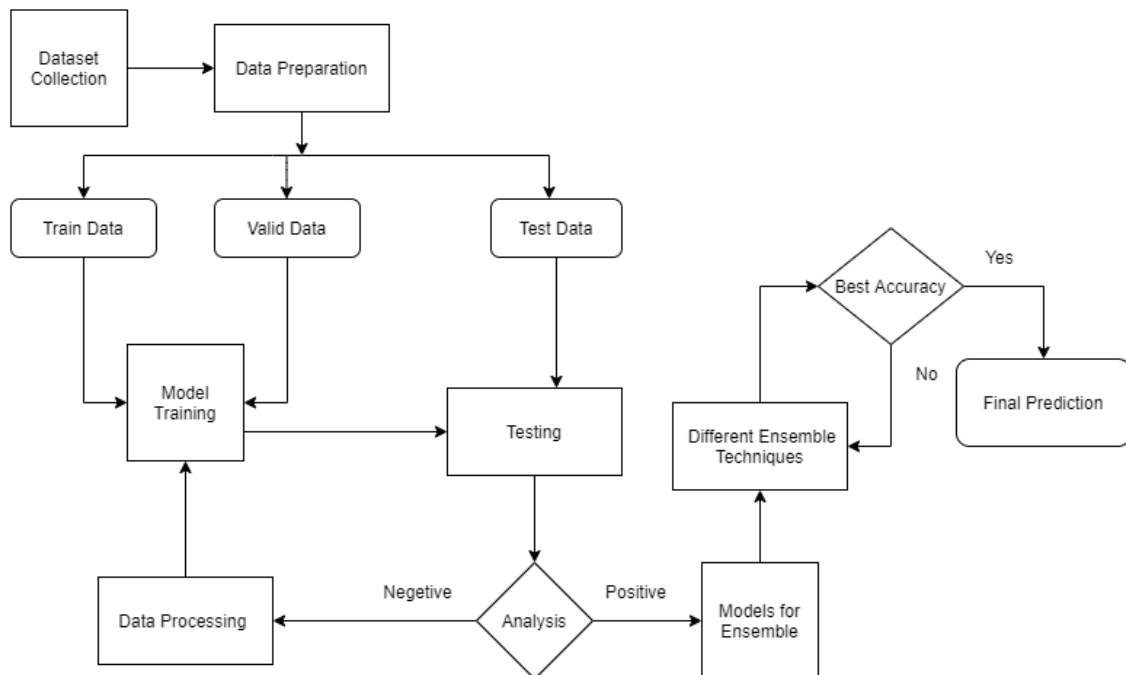 Dataset
Collection
Data Preparation
Train Data
Valid Data
Test Data
Best Accuracy
Yes
No
Final Prediction
Model
Training
Testing
Different Ensemble
Techniques
Data Processing
Negetive
Analysis
Positive
Models for
Ensemble